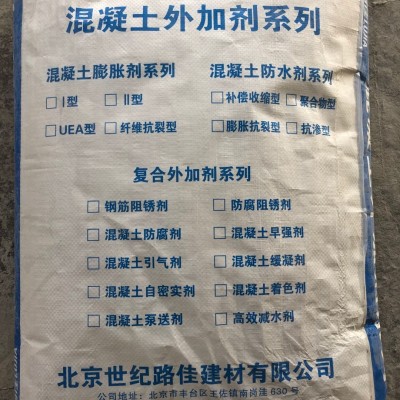 混凝土外加剂系列
混凝土膨胀剂系列 混凝土防水剂系列
□Ⅰ型 □Ⅱ型 □补偿收缩型 □聚合物型
□UEA型 □纤维抗裂型 □膨胀抗裂型 □抗渗型
复合外加剂系列
□钢筋阻锈剂 □防腐阻锈剂
□混凝土防腐剂 □混凝土早强剂
□混凝土引气剂 □混凝土缓凝剂
□混凝土自密实剂 □混凝土着色剂
□混凝土泵送剂 □高效减水剂
北京世纪路佳建材有限公司
公司地址：北京市丰台区王佐镇南岗洼630号